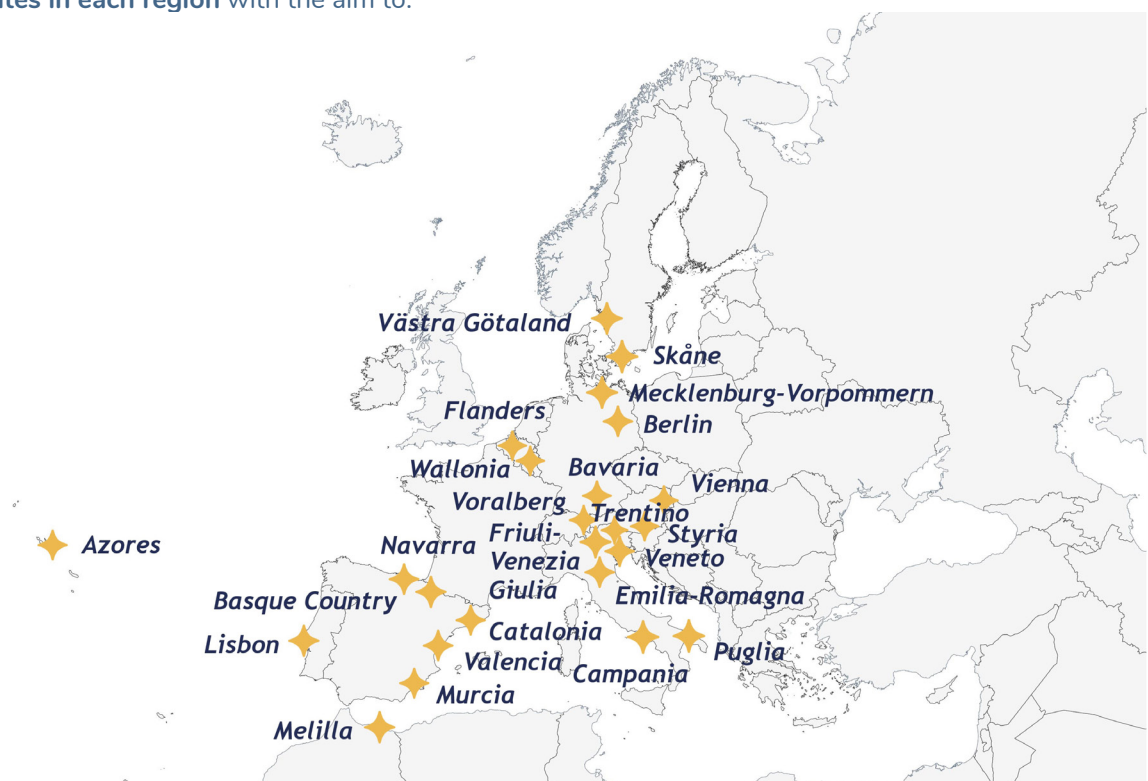 ites in each region with the aim to:
Västra Götaland
Skåne
Mecklenburg-Vorpommern
Flanders
Berlin
Wallonia
Bavaria
Vienna
Voralberg
Trentino
Friuli-
Venezia
Giulia
Styria
Veneto
Azores
Navarra
Basque Country
Emilia-Romagna
Lisbon
Catalonia
Valencia
Puglia
Campania
Murcia
Melilla